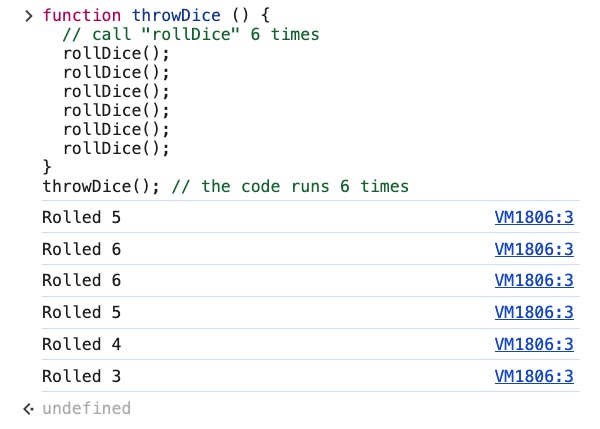 function throwDice () {
// call "rollDice" 6 times
rollDice();
rollDice();
rollDice();
rollDice();
rollDice();
rollDice();
}
throwDice(); // the code runs 6 times
Rolled 5 VM1806:3
Rolled 6 VM1806:3
Rolled 6 VM1806:3
Rolled 5 VM1806:3
Rolled 4 VM1806:3
Rolled 3 VM1806:3
undefined